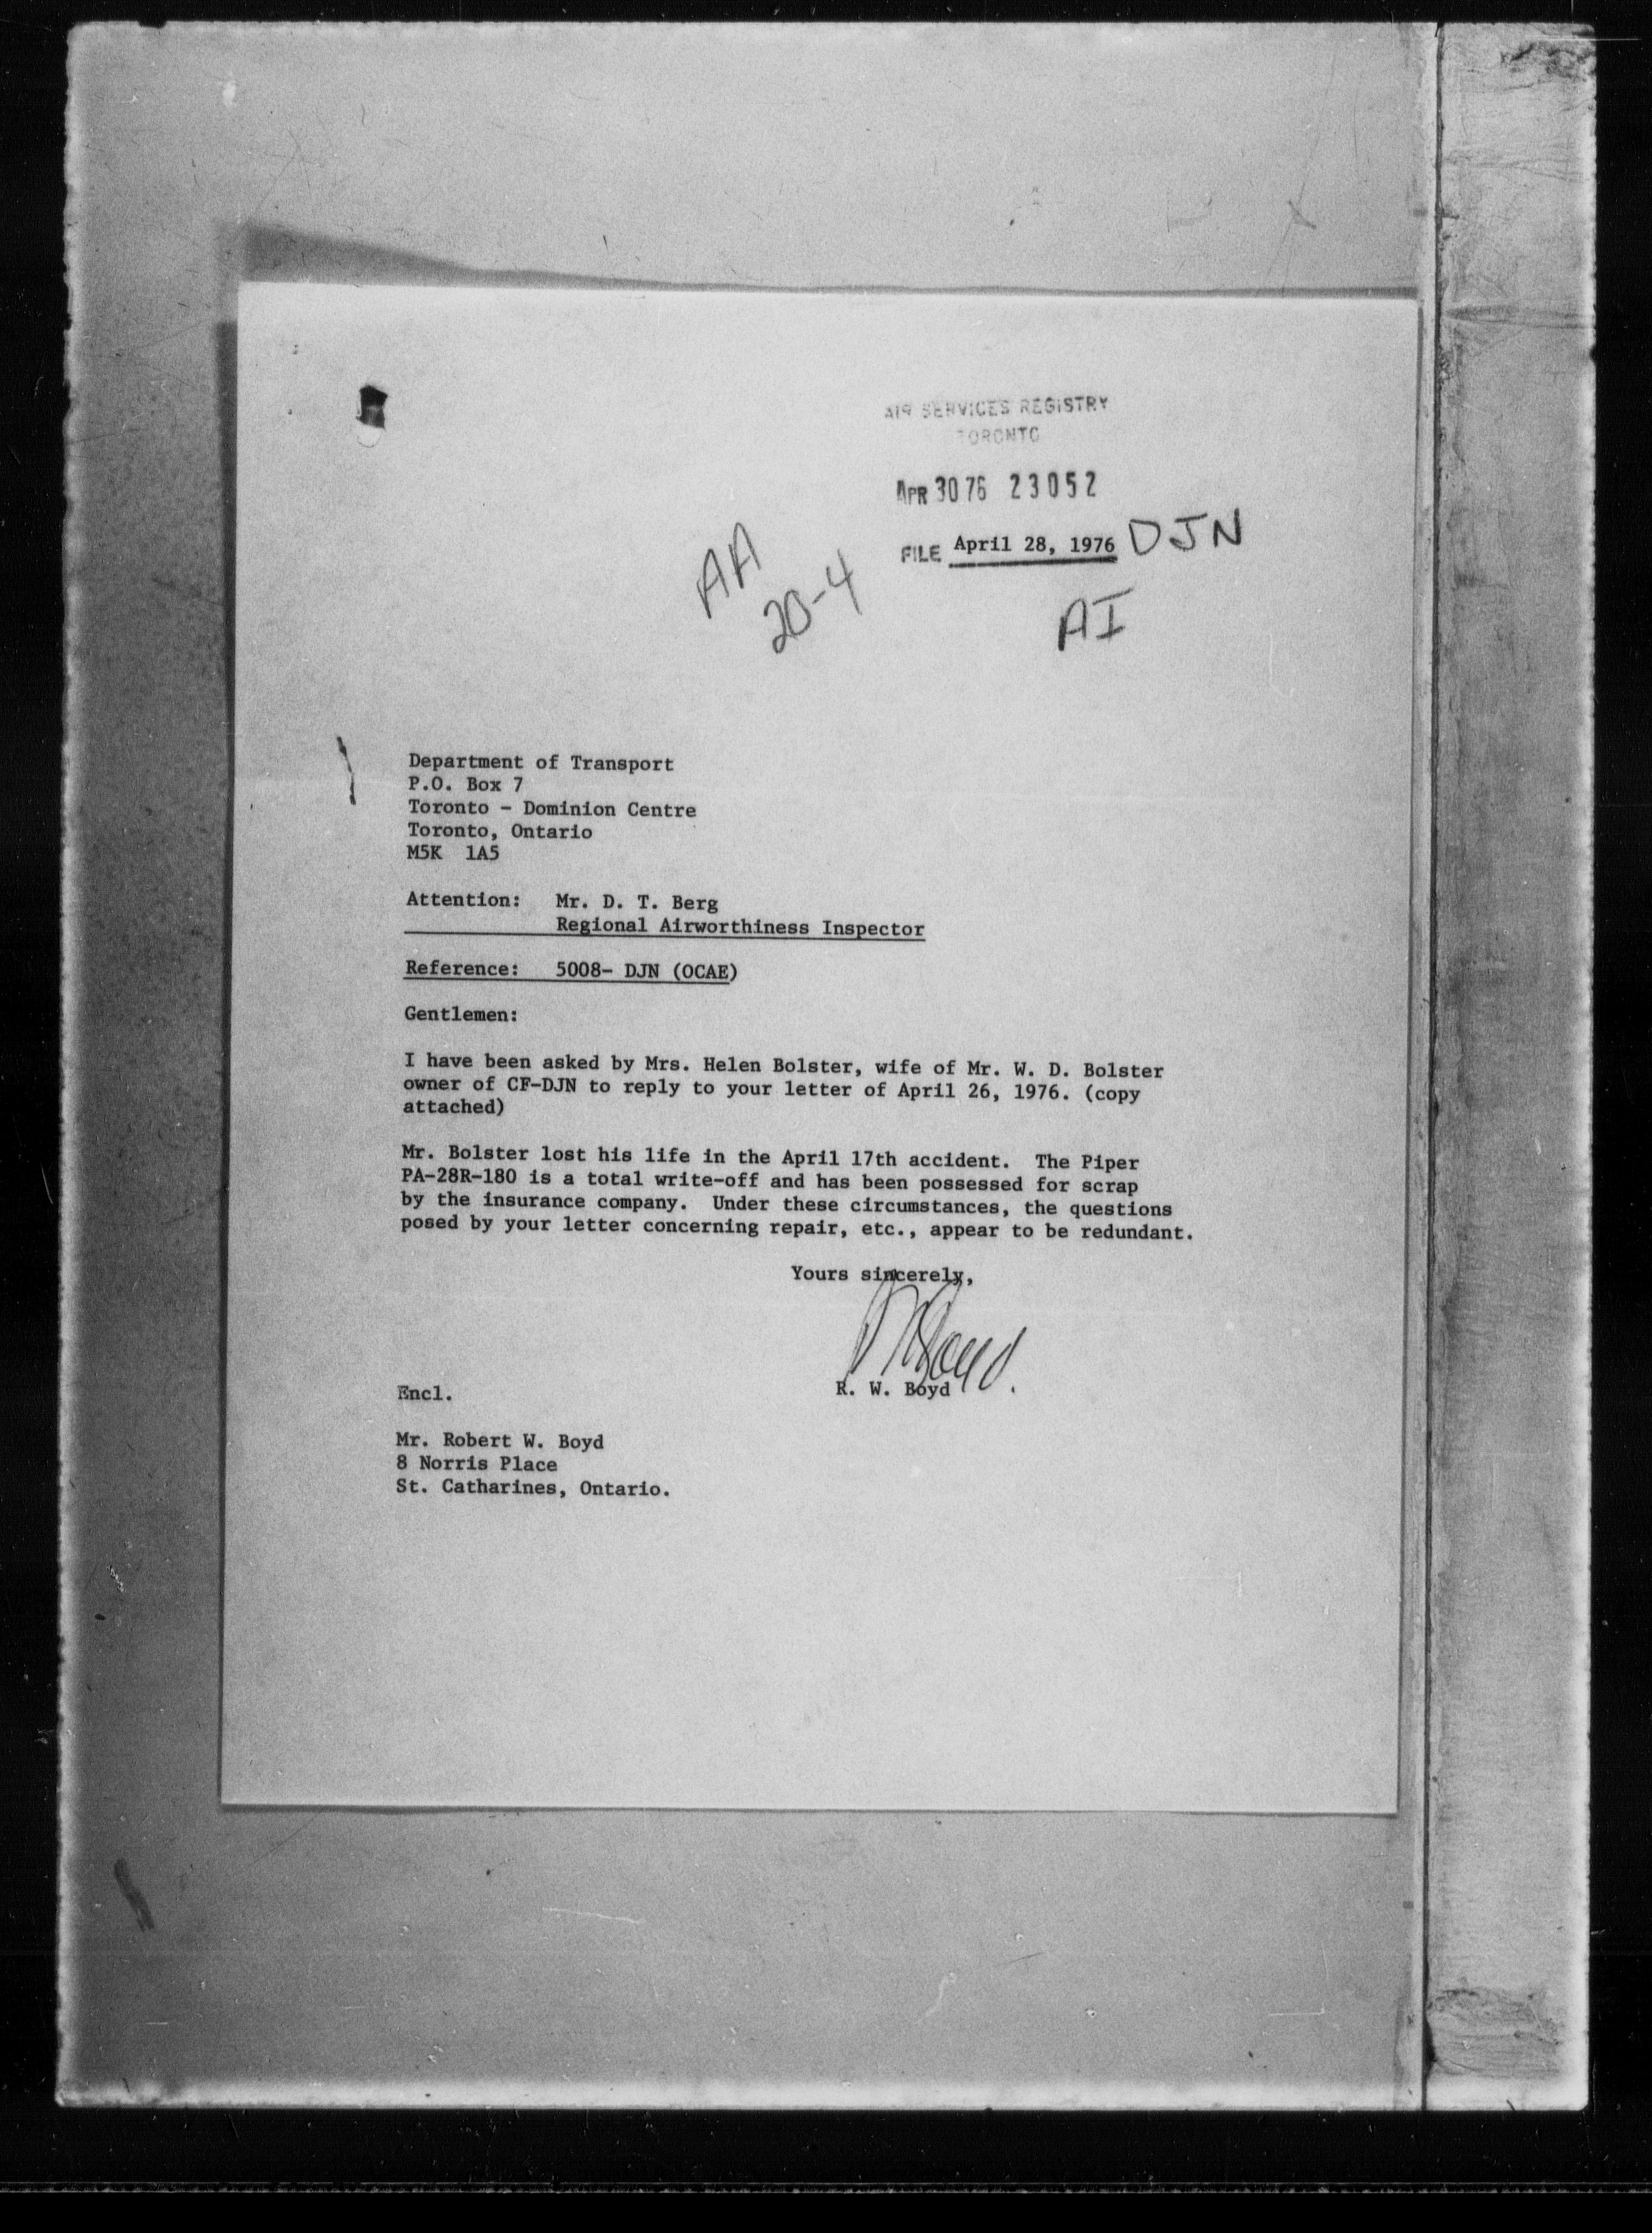 AIR SERVICES REGISTRY
TORONTO
APR 30 76 23052
FILE April 28, 1976 DJN
AA
20-4
AI
Department of Transport
P.O. Box 7
Toronto - Dominion Centre
Toronto, Ontario
M5K 1A5
Attention: Mr. D. T. Berg
Regional Airworthiness Inspector
Reference: 5008- DJN (OCAE)
Gentlemen:
I have been asked by Mrs. Helen Bolster, wife of Mr. W. D. Bolster
owner of CF-DJN to reply to your letter of April 26, 1976. (copy
attached)
Mr. Bolster lost his life in the April 17th accident. The Piper
PA-28R-180 is a total write-off and has been possessed for scrap
by the insurance company. Under these circumstances, the questions
posed by your letter concerning repair, etc., appear to be redundant.
Yours sincerely,
R. W. Boyd
Encl.
Mr. Robert W. Boyd
8 Norris Place
St. Catharines, Ontario.